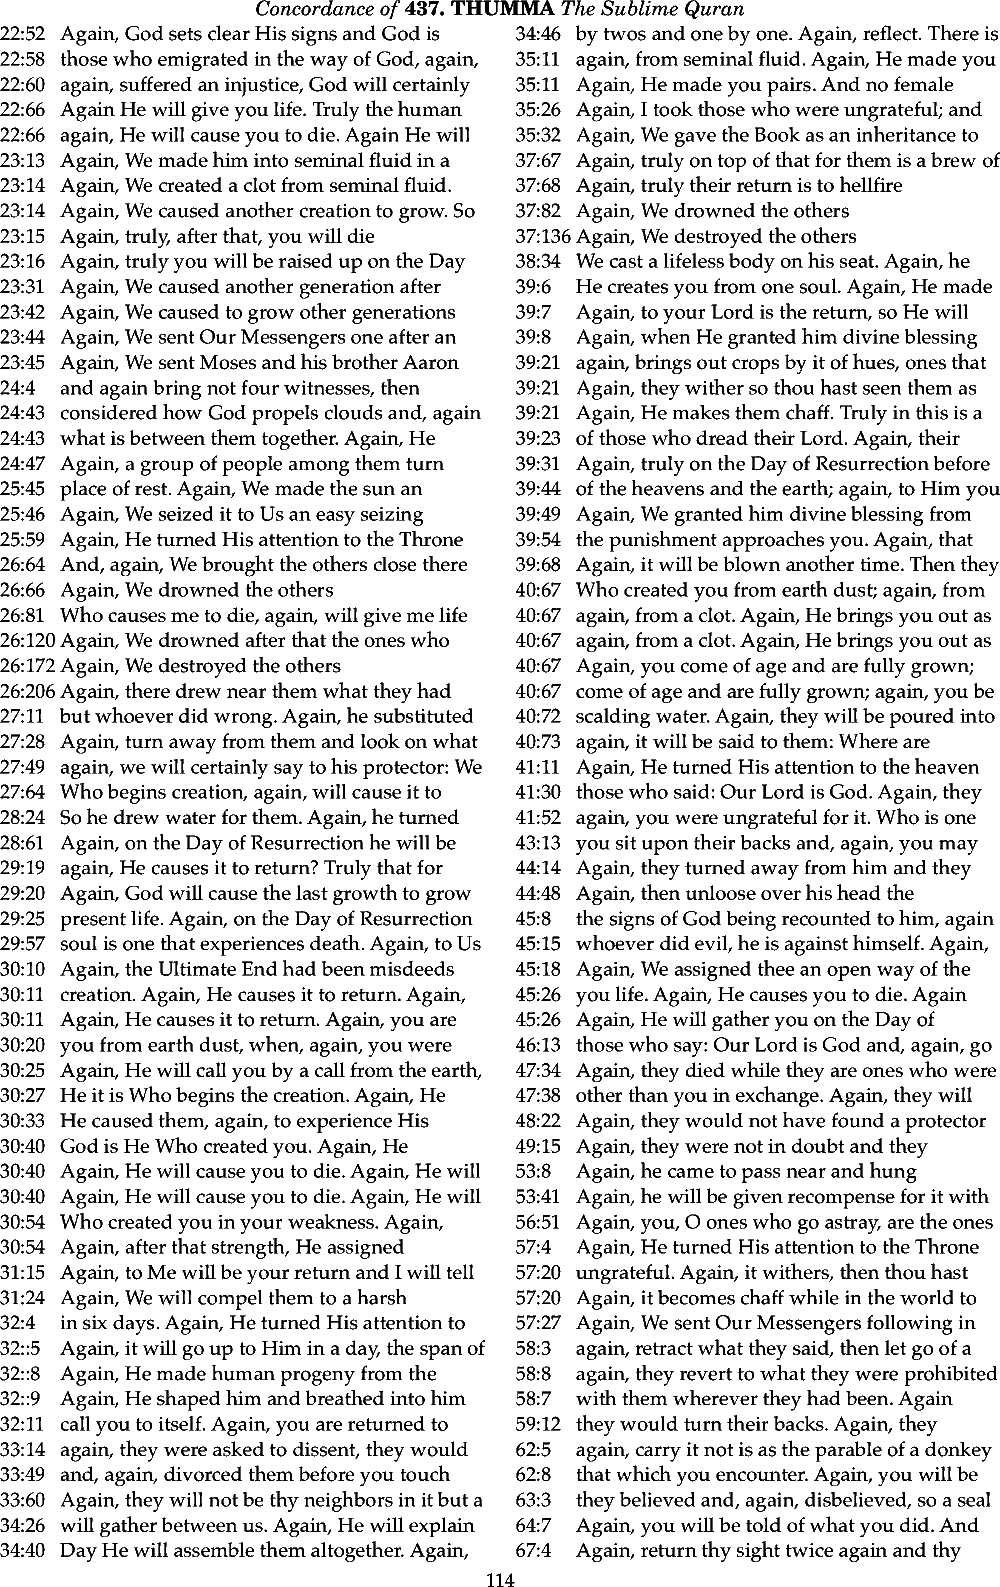 Concordance of 437. THUMMA The Sublime Quran
22:52 Again, God sets clear His signs and God is
22:58 those who emigrated in the way of God, again,
22:60 again, suffered an injustice, God will certainly
22:66 Again He will give you life. Truly the human
22:66 again, He will cause you to die. Again He will
23:13 Again, We made him into seminal fluid in a
23:14 Again, We created a clot from seminal fluid.
23:14 Again, We caused another creation to grow. So
23:15 Again, truly, after that, you will die
23:16 Again, truly you will be raised up on the Day
23:31 Again, We caused another generation after
23:42 Again, We caused to grow other generations
23:44 Again, We sent Our Messengers one after an
23:45 Again, We sent Moses and his brother Aaron
24:4 and again bring not four witnesses, then
24:43 considered how God propels clouds and, again
24:43 what is between them together. Again, He
24:47 Again, a group of people among them turn
25:45 place of rest. Again, We made the sun an
25:46 Again, We seized it to Us an easy seizing
25:59 Again, He turned His attention to the Throne
26:64 And, again, We brought the others close there
26:66 Again, We drowned the others
26:81 Who causes me to die, again, will give me life
26:120 Again, We drowned after that the ones who
26:172 Again, We destroyed the others
26:206 Again, there drew near them what they had
27:11 but whoever did wrong. Again, he substituted
27:28 Again, turn away from them and look on what
27:49 again, we will certainly say to his protector: We
27:64 Who begins creation, again, will cause it to
28:24 So he drew water for them. Again, he turned
28:61 Again, on the Day of Resurrection he will be
29:19 again, He causes it to return? Truly that for
29:20 Again, God will cause the last growth to grow
29:25 present life. Again, on the Day of Resurrection
29:57 soul is one that experiences death. Again, to Us
30:10 Again, the Ultimate End had been misdeeds
30:11 creation. Again, He causes it to return. Again,
30:11 Again, He causes it to return. Again, you are
30:20 you from earth dust, when, again, you were
30:25 Again, He will call you by a call from the earth,
30:27 He it is Who begins the creation. Again, He
30:33 He caused them, again, to experience His
30:40 God is He Who created you. Again, He
30:40 Again, He will cause you to die. Again, He will
30:40 Again, He will cause you to die. Again, He will
30:54 Who created you in your weakness. Again,
30:54 Again, after that strength, He assigned
31:15 Again, to Me will be your return and I will tell
31:24 Again, We will compel them to a harsh
32:4 in six days. Again, He turned His attention to
32::5 Again, it will go up to Him in a day, the span of
32::8 Again, He made human progeny from the
32::9 Again, He shaped him and breathed into him
32:11 call you to itself. Again, you are returned to
33:14 again, they were asked to dissent, they would
33:49 and, again, divorced them before you touch
33:60 Again, they will not be thy neighbors in it but a
34:26 will gather between us. Again, He will explain
34:40 Day He will assemble them altogether. Again,
34:46 by twos and one by one. Again, reflect. There is
35:11 again, from seminal fluid. Again, He made you
35:11 Again, He made you pairs. And no female
35:26 Again, I took those who were ungrateful; and
35:32 Again, We gave the Book as an inheritance to
37:67 Again, truly on top of that for them is a brew of
37:68 Again, truly their return is to hellfire
37:82 Again, We drowned the others
37:136 Again, We destroyed the others
38:34 We cast a lifeless body on his seat. Again, he
39:6 He creates you from one soul. Again, He made
39:7 Again, to your Lord is the return, so He will
39:8 Again, when He granted him divine blessing
39:21 again, brings out crops by it of hues, ones that
39:21 Again, they wither so thou hast seen them as
39:21 Again, He makes them chaff. Truly in this is a
39:23 of those who dread their Lord. Again, their
39:31 Again, truly on the Day of Resurrection before
39:44 of the heavens and the earth; again, to Him you
39:49 Again, We granted him divine blessing from
39:54 the punishment approaches you. Again, that
39:68 Again, it will be blown another time. Then they
40:67 Who created you from earth dust; again, from
40:67 again, from a clot. Again, He brings you out as
40:67 again, from a clot. Again, He brings you out as
40:67 Again, you come of age and are fully grown;
40:67 come of age and are fully grown; again, you be
40:72 scalding water. Again, they will be poured into
40:73 again, it will be said to them: Where are
41:11 Again, He turned His attention to the heaven
41:30 those who said: Our Lord is God. Again, they
41:52 again, you were ungrateful for it. Who is one
43:13 you sit upon their backs and, again, you may
44:14 Again, they turned away from him and they
44:48 Again, then unloose over his head the
45:8 the signs of God being recounted to him, again
45:15 whoever did evil, he is against himself. Again,
45:18 Again, We assigned thee an open way of the
45:26 you life. Again, He causes you to die. Again
45:26 Again, He will gather you on the Day of
46:13 those who say: Our Lord is God and, again, go
47:34 Again, they died while they are ones who were
47:38 other than you in exchange. Again, they will
48:22 Again, they would not have found a protector
49:15 Again, they were not in doubt and they
53:8 Again, he came to pass near and hung
53:41 Again, he will be given recompense for it with
56:51 Again, you, O ones who go astray, are the ones
57:4 Again, He turned His attention to the Throne
57:20 ungrateful. Again, it withers, then thou hast
57:20 Again, it becomes chaff while in the world to
57:27 Again, We sent Our Messengers following in
58:3 again, retract what they said, then let go of a
58:8 again, they revert to what they were prohibited
58:7 with them wherever they had been. Again
59:12 they would turn their backs. Again, they
62:5 again, carry it not is as the parable of a donkey
62:8 that which you encounter. Again, you will be
63:3 they believed and, again, disbelieved, so a seal
64:7 Again, you will be told of what you did. And
67:4 Again, return thy sight twice again and thy
114